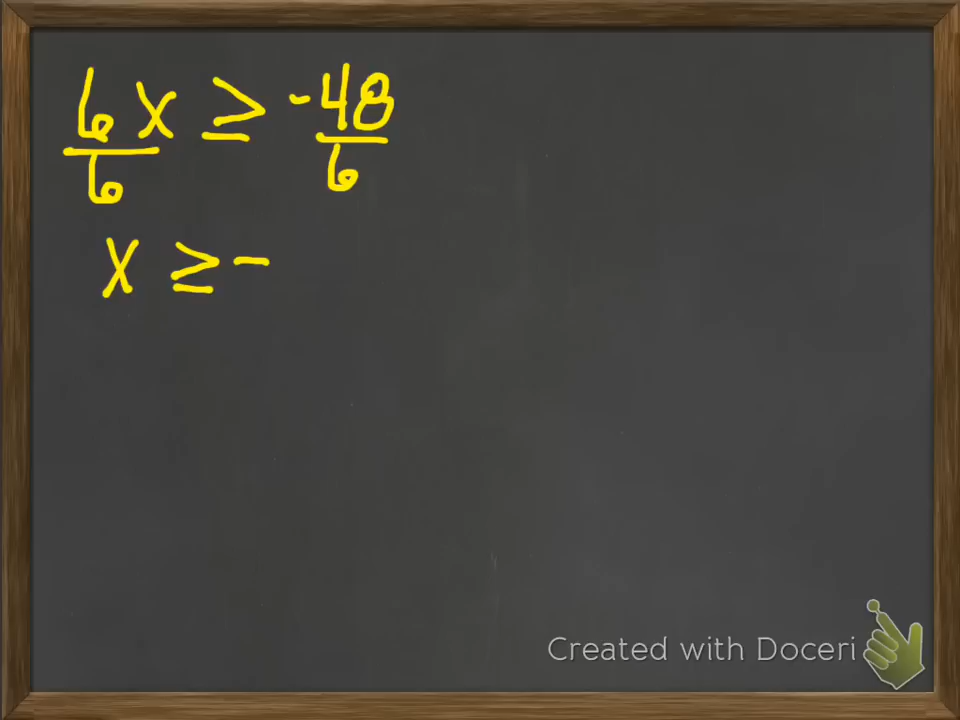 6x ≥ -48
6 6
x ≥ -
Created with Doceri